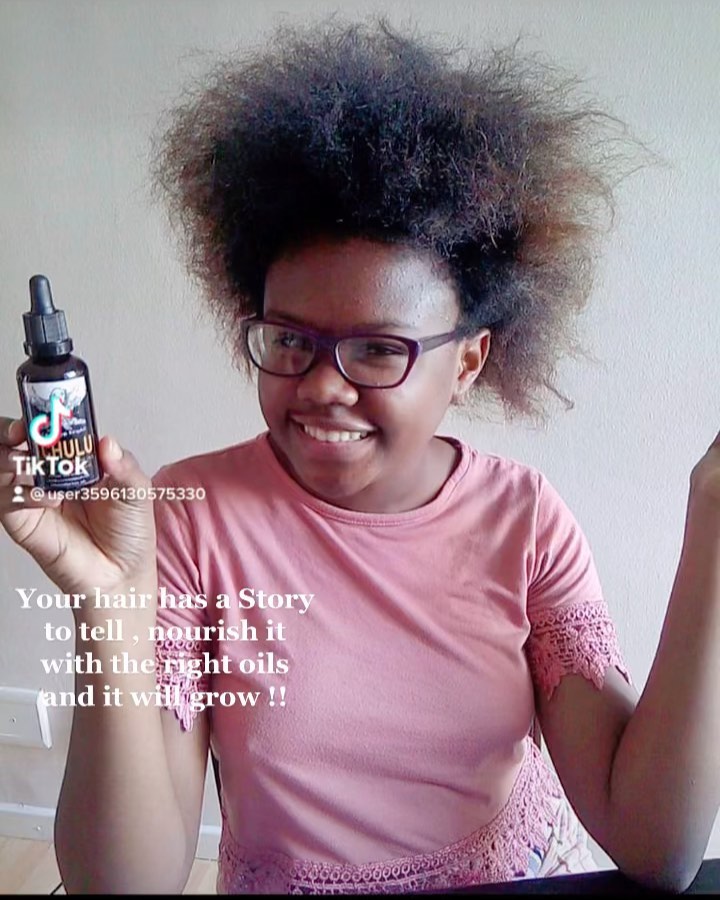 TikTok
@user3596130575330
Your hair has a Story
to tell , nourish it
with the right oils
and it will grow !!